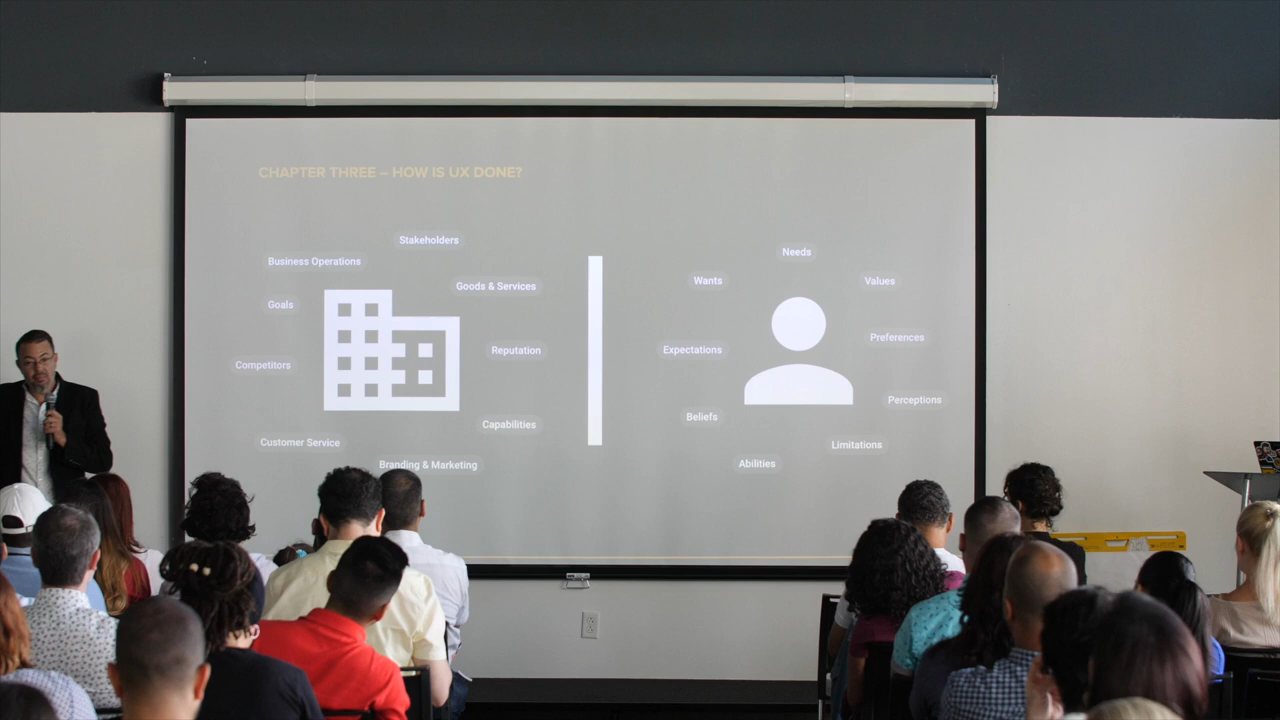 CHAPTER THREE – HOW IS UX DONE?
Stakeholders
Business Operations
Goods & Services
Goals
Reputation
Competitors
Capabilities
Customer Service
Branding & Marketing
Needs
Wants
Values
Preferences
Expectations
Perceptions
Beliefs
Limitations
Abilities